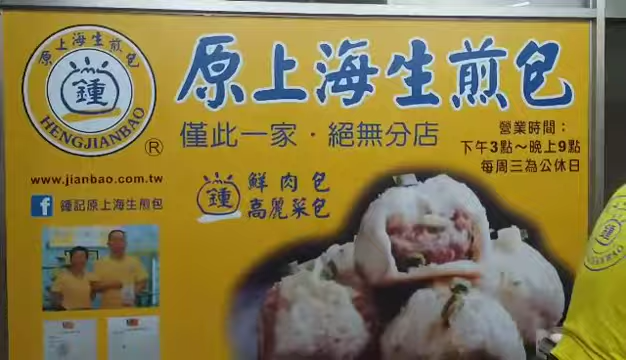 原上海生煎包
鍾
HENGJIANBAO
®
原上海生煎包
僅此一家·絕無分店
營業時間：
下午3點～晚上9點
每周三為公休日
www.jianbao.com.tw
鍾記原上海生煎包
鍾
鮮肉包
高麗菜包
鍾